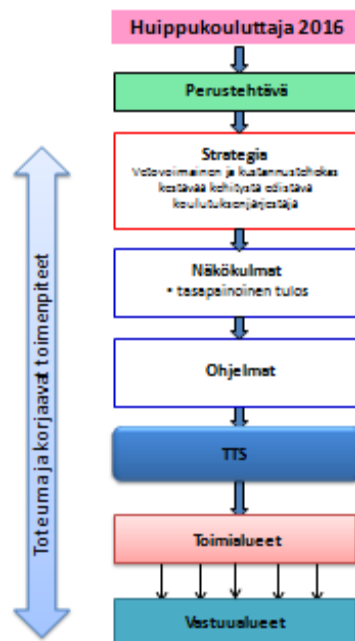 Huippukouluttaja 2016
Perustehtävä
Strategia
Vetovoimainen ja kustannustehokas
kestävää kehitystä edistävä
koulutuksenjärjestäjä
Näkökulmat
• tasapainoinen tulos
Ohjelmat
TTS
Toimialueet
Vastuualueet
Toteuma ja korjaavat toimenpiteet